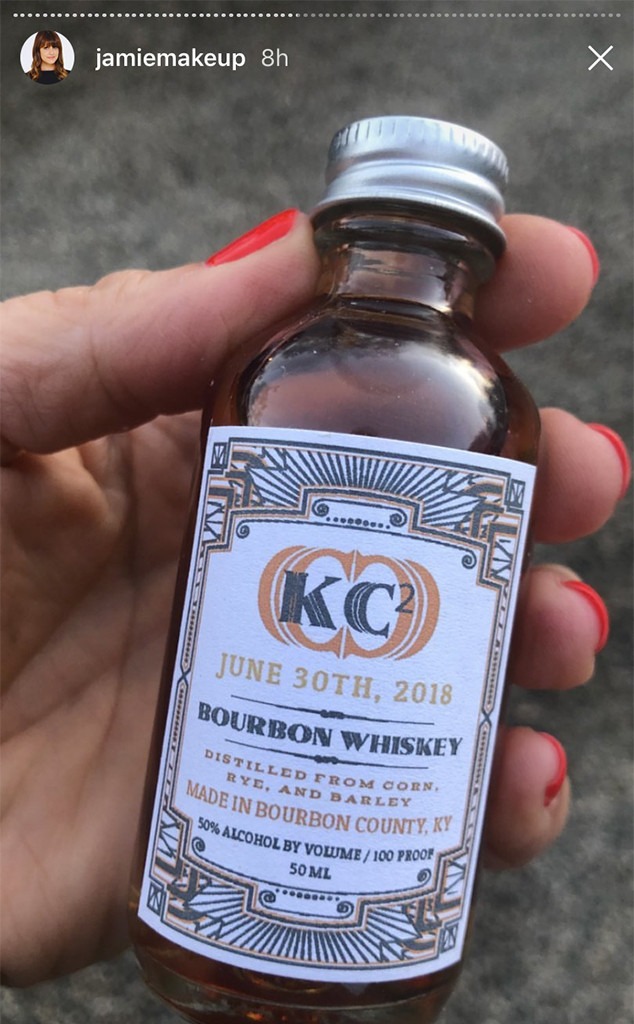 jamiemakeup 8h
KC²
JUNE 30TH, 2018
BOURBON WHISKEY
DISTILLED FROM CORN,
RYE, AND BARLEY
MADE IN BOURBON COUNTY, KY
50% ALCOHOL BY VOLUME / 100 PROOF
50 ML